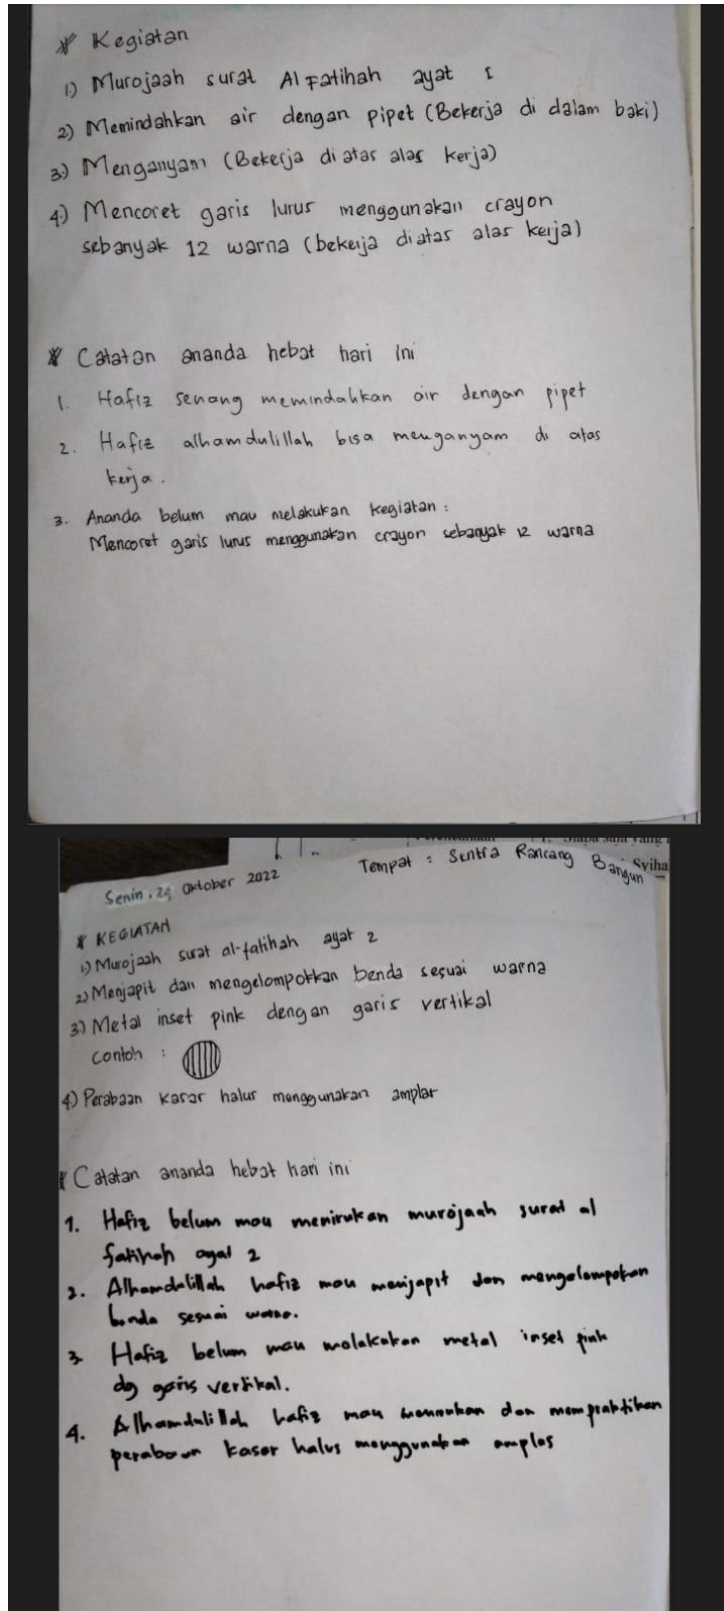 * Kegiatan
1) Murojaah surat Al Fatihah ayat 1
2) Memindahkan air dengan pipet (Bekerja di dalam baki)
3) Menganyam (Bekerja di atas alas kerja)
4) Mencoret garis lurus menggunakan crayon
sebanyak 12 warna (bekerja diatas alas kerja)
* Catatan ananda hebat hari ini
1. Hafiz senang memindahkan air dengan pipet
2. Hafiz alhamdulillah bisa menganyam di atas
kerja.
3. Ananda belum mau melakukan kegiatan :
Mencoret garis lurus menggunakan crayon sebanyak 12 warna
Tempat : Sentra Rancang Bangun
Syiha
Senin, 24 Oktober 2022
* KEGIATAN
1) Murojaah surat al-fatihah ayat 2
2) Menjapit dan mengelompokkan benda sesuai warna
3) Metal inset pink dengan garis vertikal
contoh :
4) Perabaan kasar halus menggunakan amplas
* Catatan ananda hebat hari ini
1. Hafiz belum mau menirukan murojaah surat al
fatihah ayat 2
2. Alhamdulillah hafiz mau menjapit dan mengelompokan
benda sesuai warna.
3. Hafiz belum mau melakukan metal inset pink
dg garis vertikal.
4. Alhamdulillah hafiz mau menirukan dan mempraktikan
perabaan kasar halus menggunakan amplas